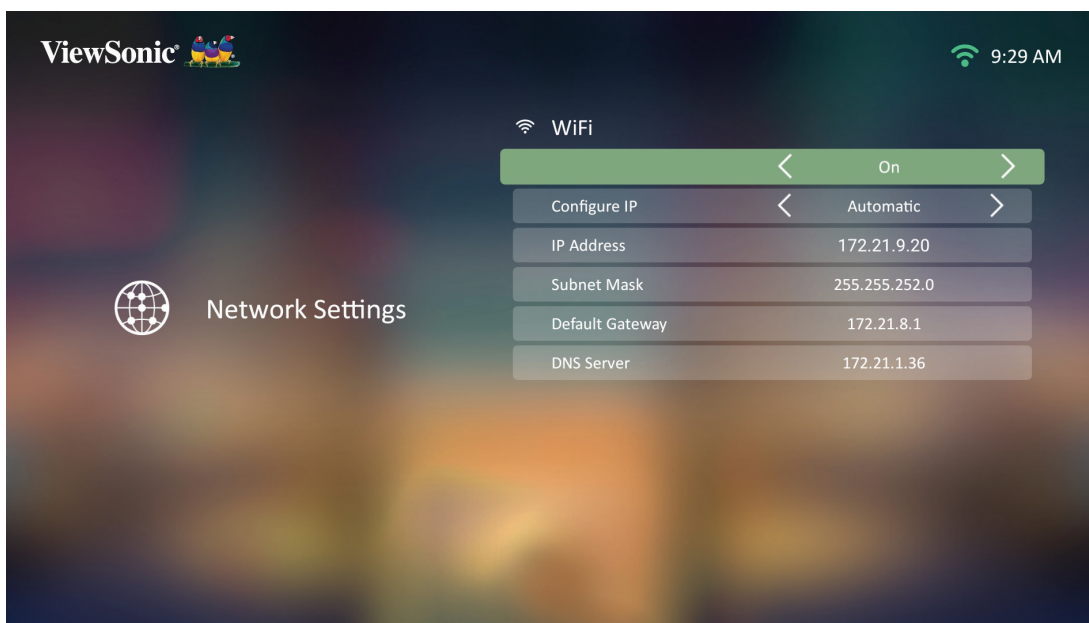 ViewSonic®
9:29 AM
WiFi
On
Configure IP Automatic
IP Address 172.21.9.20
Subnet Mask 255.255.252.0
Default Gateway 172.21.8.1
DNS Server 172.21.1.36
Network Settings